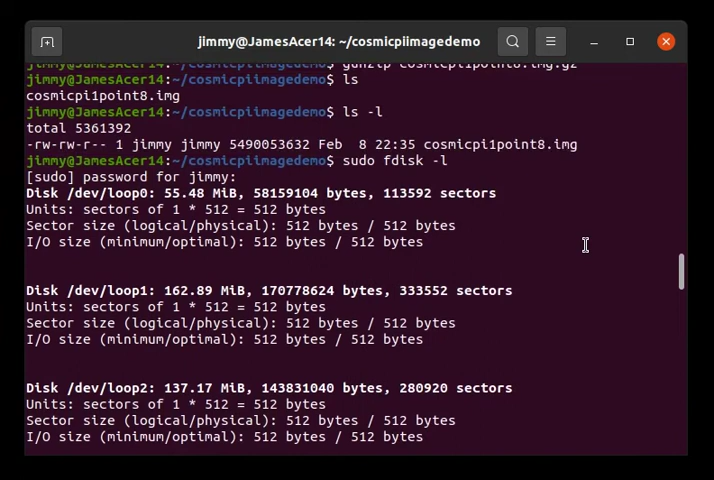 jimmy@JamesAcer14: ~/cosmicpiimagedemo
jimmy@JamesAcer14:~/cosmicpiimagedemo$ gunzip cosmicpi1point8.img.gz
jimmy@JamesAcer14:~/cosmicpiimagedemo$ ls
cosmicpi1point8.img
jimmy@JamesAcer14:~/cosmicpiimagedemo$ ls -l
total 5361392
-rw-rw-r-- 1 jimmy jimmy 5490053632 Feb  8 22:35 cosmicpi1point8.img
jimmy@JamesAcer14:~/cosmicpiimagedemo$ sudo fdisk -l
[sudo] password for jimmy:
Disk /dev/loop0: 55.48 MiB, 58159104 bytes, 113592 sectors
Units: sectors of 1 * 512 = 512 bytes
Sector size (logical/physical): 512 bytes / 512 bytes
I/O size (minimum/optimal): 512 bytes / 512 bytes
Disk /dev/loop1: 162.89 MiB, 170778624 bytes, 333552 sectors
Units: sectors of 1 * 512 = 512 bytes
Sector size (logical/physical): 512 bytes / 512 bytes
I/O size (minimum/optimal): 512 bytes / 512 bytes
Disk /dev/loop2: 137.17 MiB, 143831040 bytes, 280920 sectors
Units: sectors of 1 * 512 = 512 bytes
Sector size (logical/physical): 512 bytes / 512 bytes
I/O size (minimum/optimal): 512 bytes / 512 bytes